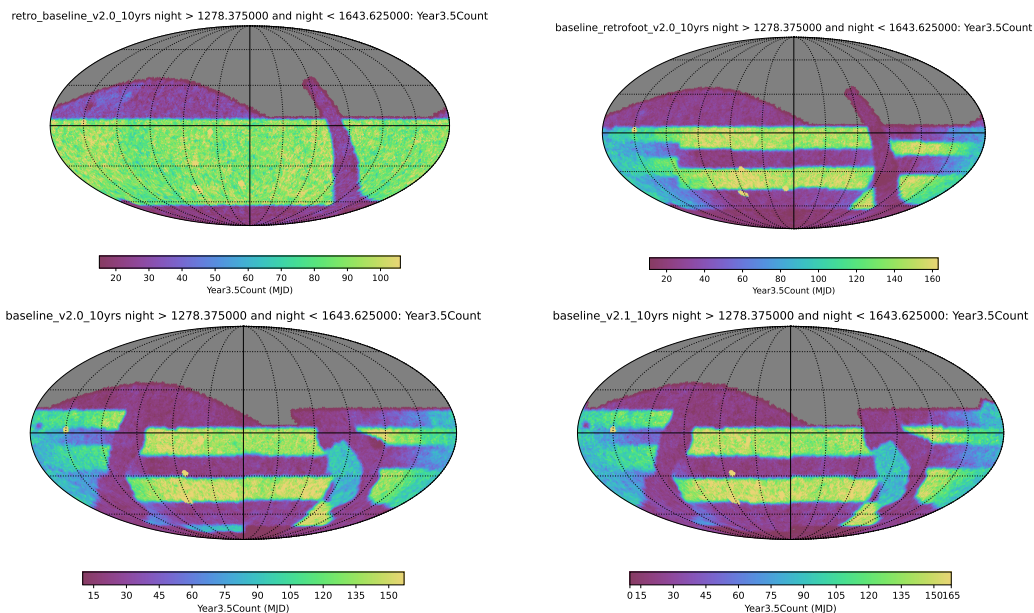 retro_baseline_v2.0_10yrs night > 1278.375000 and night < 1643.625000: Year3.5Count
20 30 40 50 60 70 80 90 100
Year3.5Count (MJD)
baseline_retrofoot_v2.0_10yrs night > 1278.375000 and night < 1643.625000: Year3.5Count
20 40 60 80 100 120 140 160
Year3.5Count (MJD)
baseline_v2.0_10yrs night > 1278.375000 and night < 1643.625000: Year3.5Count
15 30 45 60 75 90 105 120 135 150
Year3.5Count (MJD)
baseline_v2.1_10yrs night > 1278.375000 and night < 1643.625000: Year3.5Count
0 15 30 45 60 75 90 105 120 135 150165
Year3.5Count (MJD)